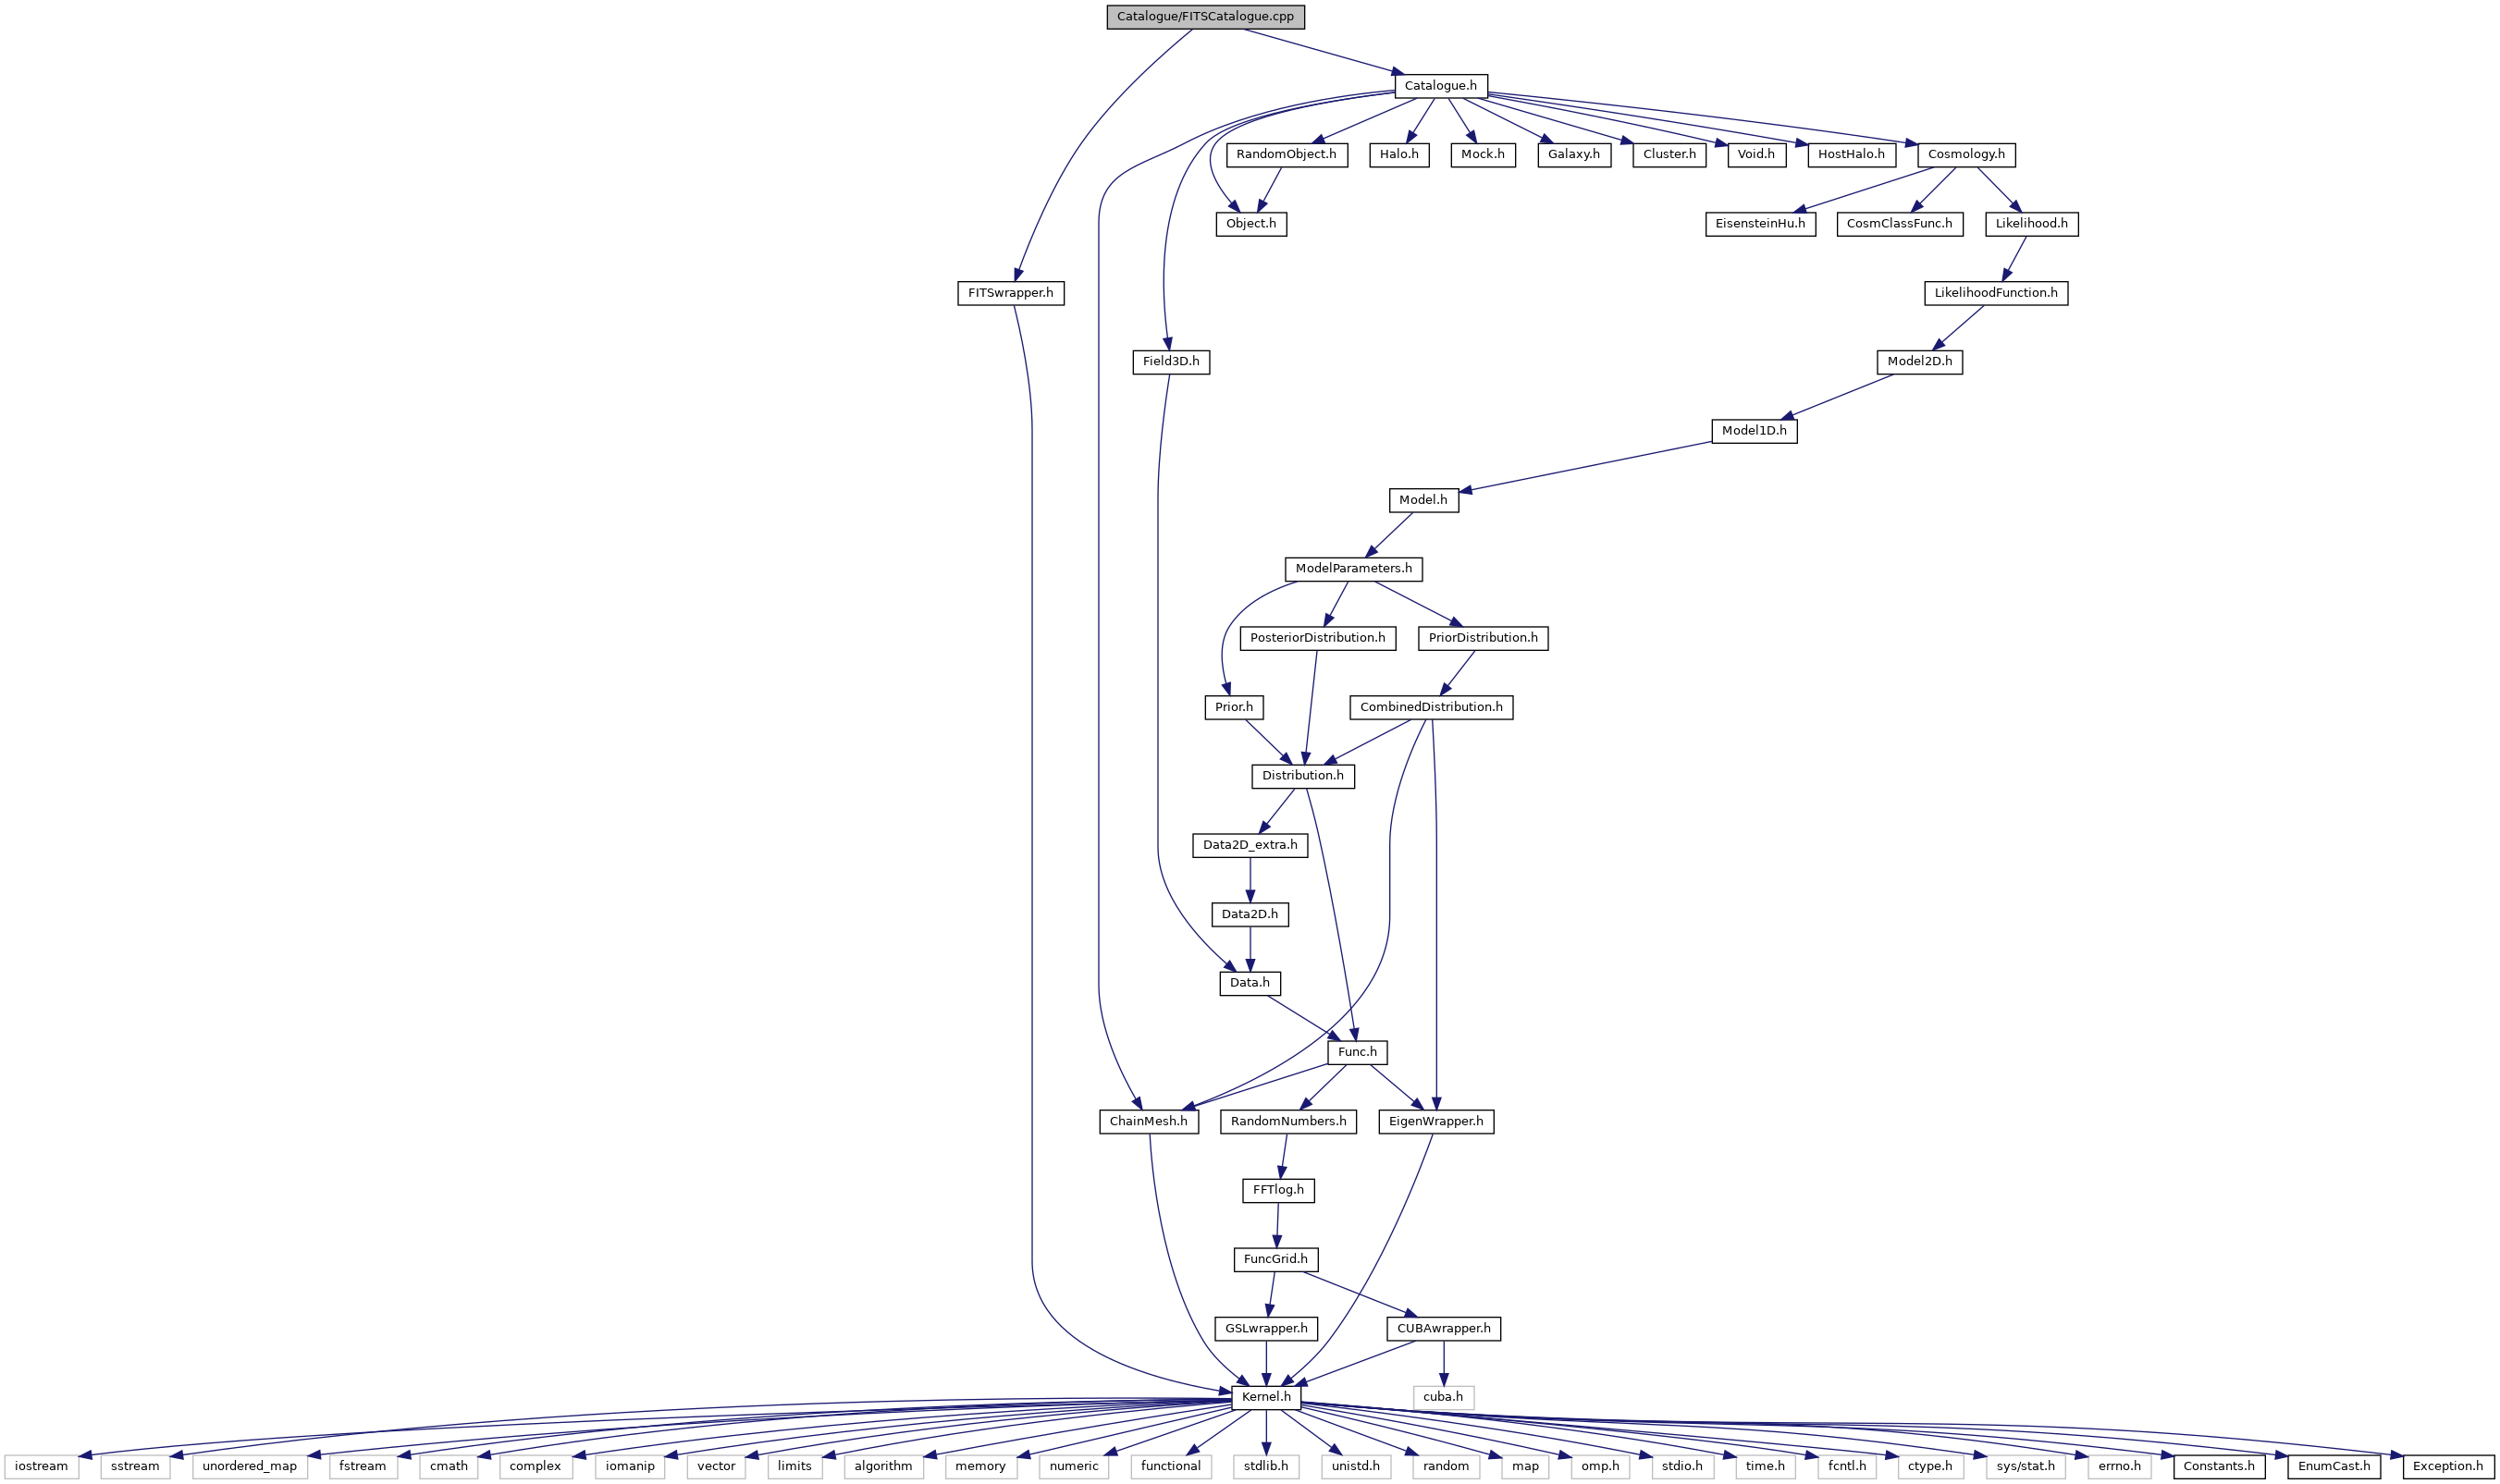 Catalogue/FITSCatalogue.cpp
Catalogue.h
RandomObject.h
Halo.h
Mock.h
Galaxy.h
Cluster.h
Void.h
HostHalo.h
Cosmology.h
Object.h
EisensteinHu.h
CosmClassFunc.h
Likelihood.h
FITSwrapper.h
LikelihoodFunction.h
Field3D.h
Model2D.h
Model1D.h
Model.h
ModelParameters.h
PosteriorDistribution.h
PriorDistribution.h
Prior.h
CombinedDistribution.h
Distribution.h
Data2D_extra.h
Data2D.h
Data.h
Func.h
ChainMesh.h
RandomNumbers.h
EigenWrapper.h
FFTlog.h
FuncGrid.h
GSLwrapper.h
CUBAwrapper.h
Kernel.h
cuba.h
iostream
sstream
unordered_map
fstream
cmath
complex
iomanip
vector
limits
algorithm
memory
numeric
functional
stdlib.h
unistd.h
random
map
omp.h
stdio.h
time.h
fcntl.h
ctype.h
sys/stat.h
errno.h
Constants.h
EnumCast.h
Exception.h